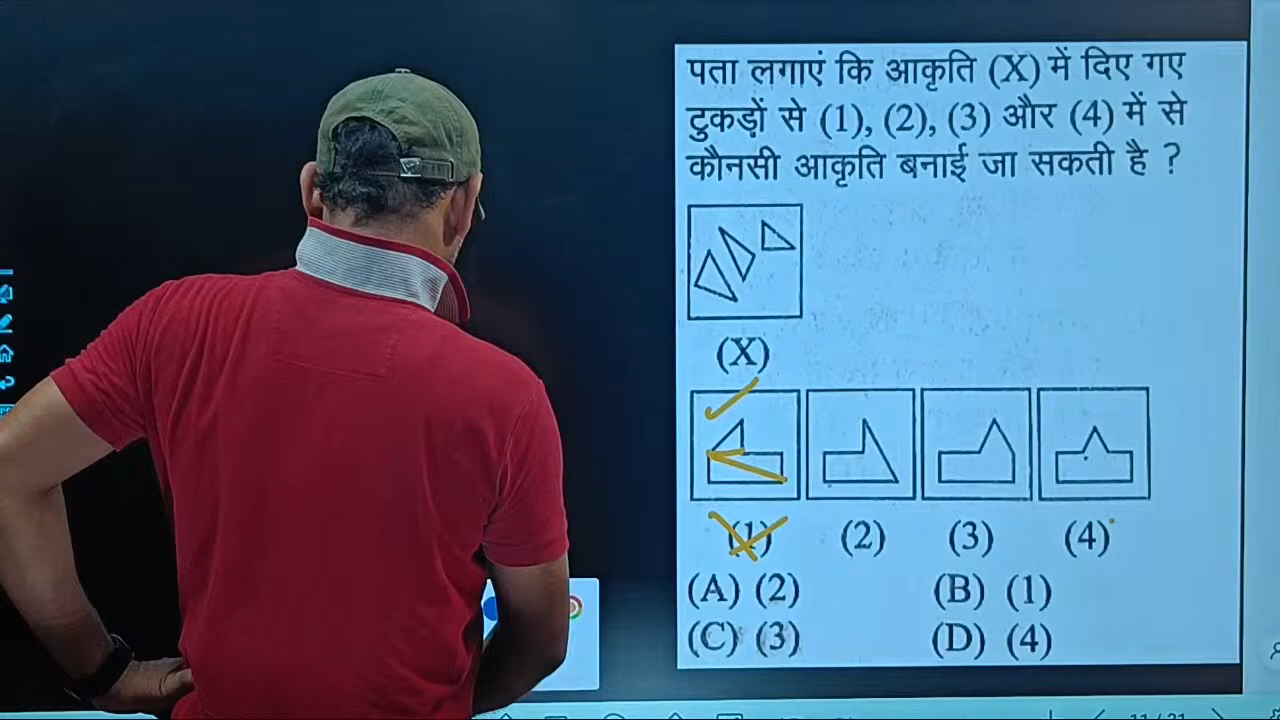 पता लगाएं कि आकृति (X) में दिए गए
टुकड़ों से (1), (2), (3) और (4) में से
कौनसी आकृति बनाई जा सकती है ?
(X)
(1) (2) (3) (4)
(A) (2) (B) (1)
(C) (3) (D) (4)